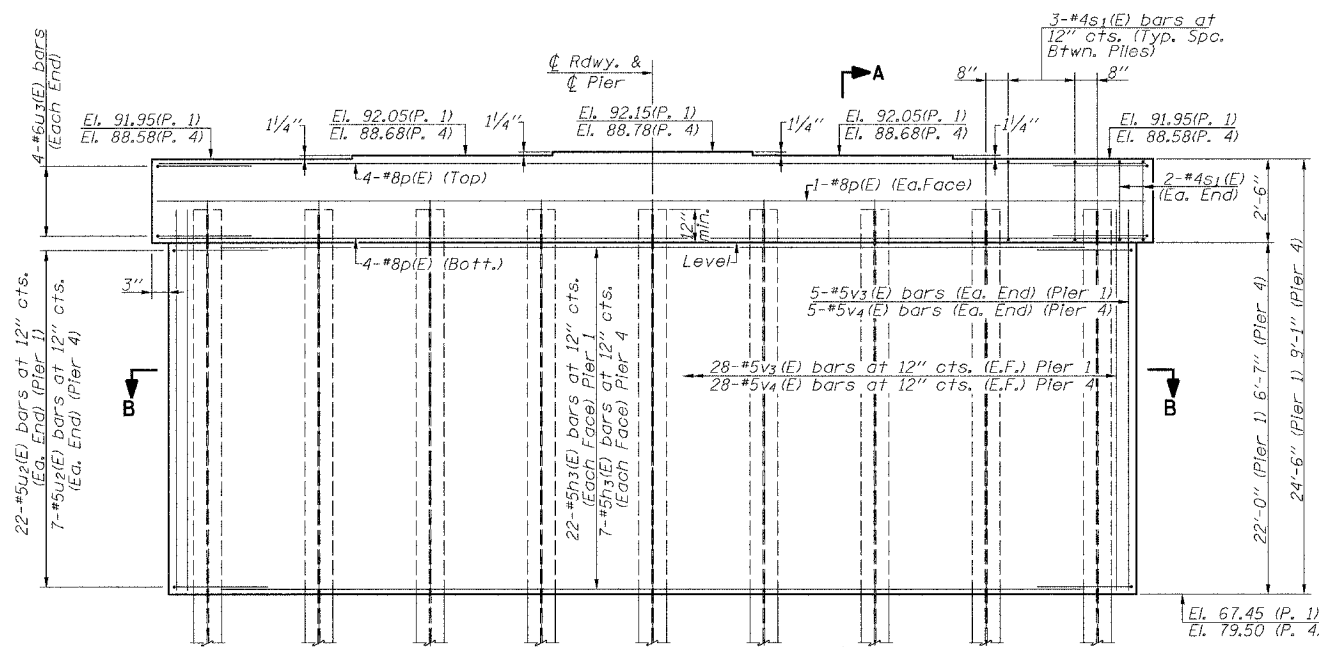 3-#4s1(E) bars at
12" cts. (Typ. Spc.
Btwn. Piles)
℄ Rdwy. &
℄ Pier
A
8"
8"
4-#6u3(E) bars
(Each End)
El. 91.95(P. 1)
El. 88.58(P. 4)
1¼"
El. 92.05(P. 1)
El. 88.68(P. 4)
1¼"
El. 92.15(P. 1)
El. 88.78(P. 4)
1¼"
El. 92.05(P. 1)
El. 88.68(P. 4)
1¼"
El. 91.95(P. 1)
El. 88.58(P. 4)
4-#8p(E) (Top)
1-#8p(E) (Ea.Face)
2-#4s1(E)
(Ea. End)
2'-6"
12"
min.
4-#8p(E) (Bott.)
Level
3"
22-#5u2(E) bars at 12" cts.
(Ea. End) (Pier 1)
7-#5u2(E) bars at 12" cts.
(Ea. End) (Pier 4)
22-#5h3(E) bars at 12" cts.
(Each Face) Pier 1
7-#5h3(E) bars at 12" cts.
(Each Face) Pier 4
5-#5v3(E) bars (Ea. End) (Pier 1)
5-#5v4(E) bars (Ea. End) (Pier 4)
28-#5v3(E) bars at 12" cts. (E.F.) Pier 1
28-#5v4(E) bars at 12" cts. (E.F.) Pier 4
B
B
22'-0" (Pier 1) 6'-7" (Pier 4)
24'-6" (Pier 1) 9'-1" (Pier 4)
El. 67.45 (P. 1)
El. 79.50 (P. 4)